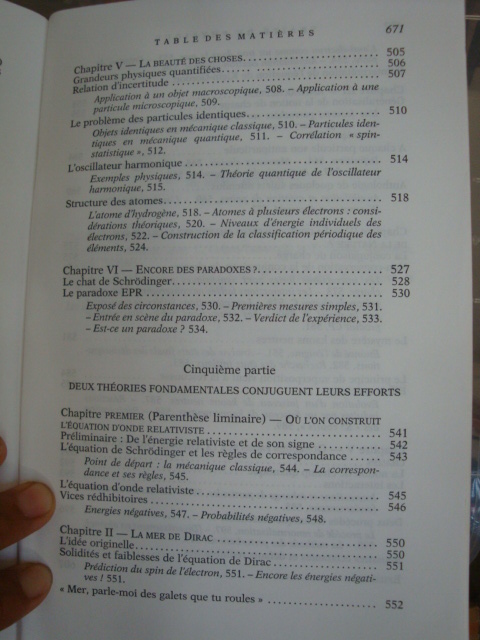 TABLE DES MATIÈRES 671
Chapitre V — LA BEAUTÉ DES CHOSES. 505
Grandeurs physiques quantifiées. 506
Relation d'incertitude 507
Application à un objet macroscopique, 508. – Application à une
particule microscopique, 509.
Le problème des particules identiques. 510
Objets identiques en mécanique classique, 510. – Particules iden-
tiques en mécanique quantique, 511. – Corrélation « spin-
statistique », 512.
L'oscillateur harmonique 514
Exemples physiques, 514. – Théorie quantique de l'oscillateur
harmonique, 515.
Structure des atomes. 518
L'atome d'hydrogène, 518. – Atomes à plusieurs électrons : consi-
dérations théoriques, 520. – Niveaux d'énergie individuels des
électrons, 522. – Construction de la classification périodique des
éléments, 524.
Chapitre VI — ENCORE DES PARADOXES ?. 527
Le chat de Schrödinger. 528
Le paradoxe EPR 530
Exposé des circonstances, 530. – Premières mesures simples, 531.
– Entrée en scène du paradoxe, 532. – Verdict de l'expérience, 533.
– Est-ce un paradoxe ? 534.
Cinquième partie
DEUX THÉORIES FONDAMENTALES CONJUGUENT LEURS EFFORTS
Chapitre PREMIER (Parenthèse liminaire) — OÙ L'ON CONSTRUIT
L'ÉQUATION D'ONDE RELATIVISTE 541
Préliminaire : De l'énergie relativiste et de son signe 542
L'équation de Schrödinger et les règles de correspondance 543
Point de départ : la mécanique classique, 544. – La correspon-
dance et ses règles, 545.
L'équation d'onde relativiste 545
Vices rédhibitoires 546
Energies négatives, 547. – Probabilités négatives, 548.
Chapitre II — LA MER DE DIRAC 550
L'idée originelle 550
Solidités et faiblesses de l'équation de Dirac 551
Prédiction du spin de l'électron, 551. – Encore les énergies négati-
ves ! 551.
« Mer, parle-moi des galets que tu roules » 552